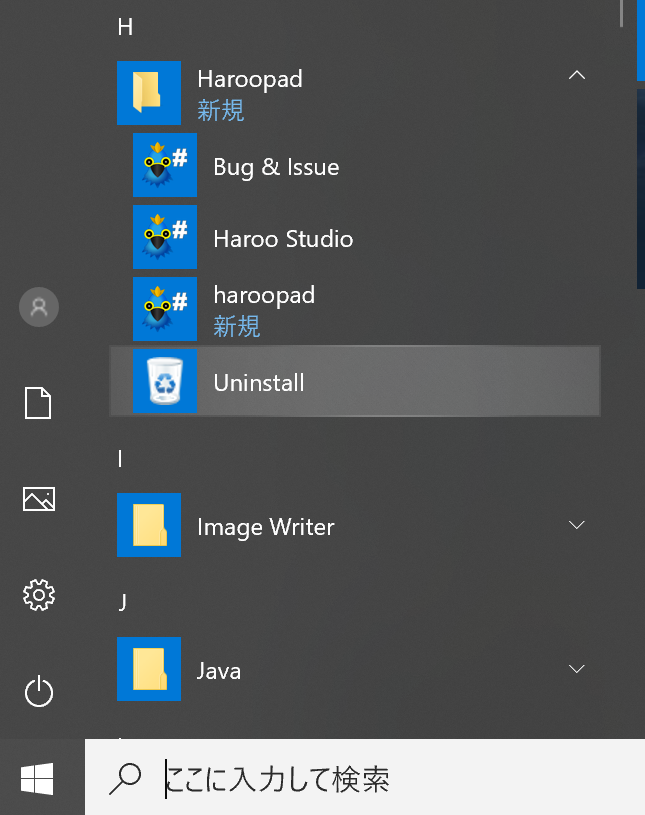 H
Haroopad
新規
#
Bug & Issue
#
Haroo Studio
#
haroopad
新規
Uninstall
I
Image Writer
J
Java
ここに入力して検索